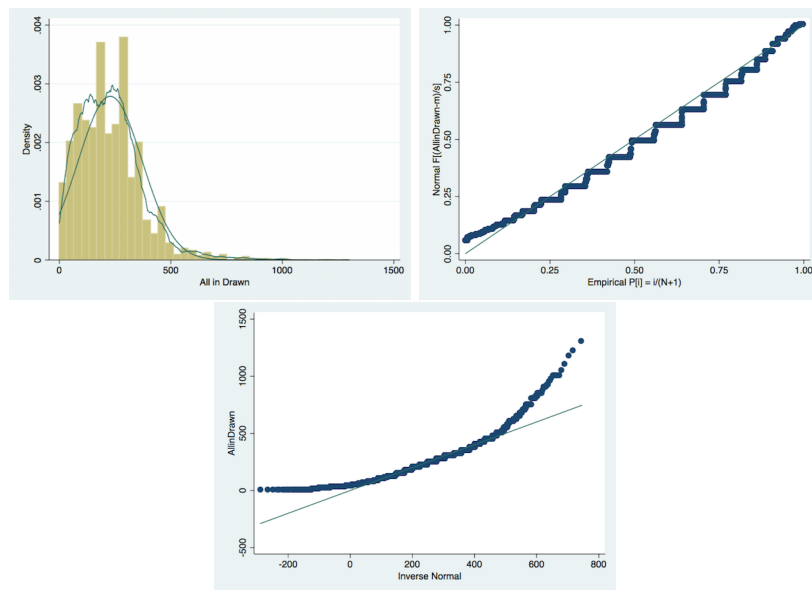 .004
.003
.002
.001
0
Density
0 500 1000 1500
All in Drawn
1.00
0.75
0.50
0.25
0.00
Normal F[(AllinDrawn-m)/s]
0.00 0.25 0.50 0.75 1.00
Empirical P[i] = i/(N+1)
1500
1000
500
0
-500
AllinDrawn
-200 0 200 400 600 800
Inverse Normal